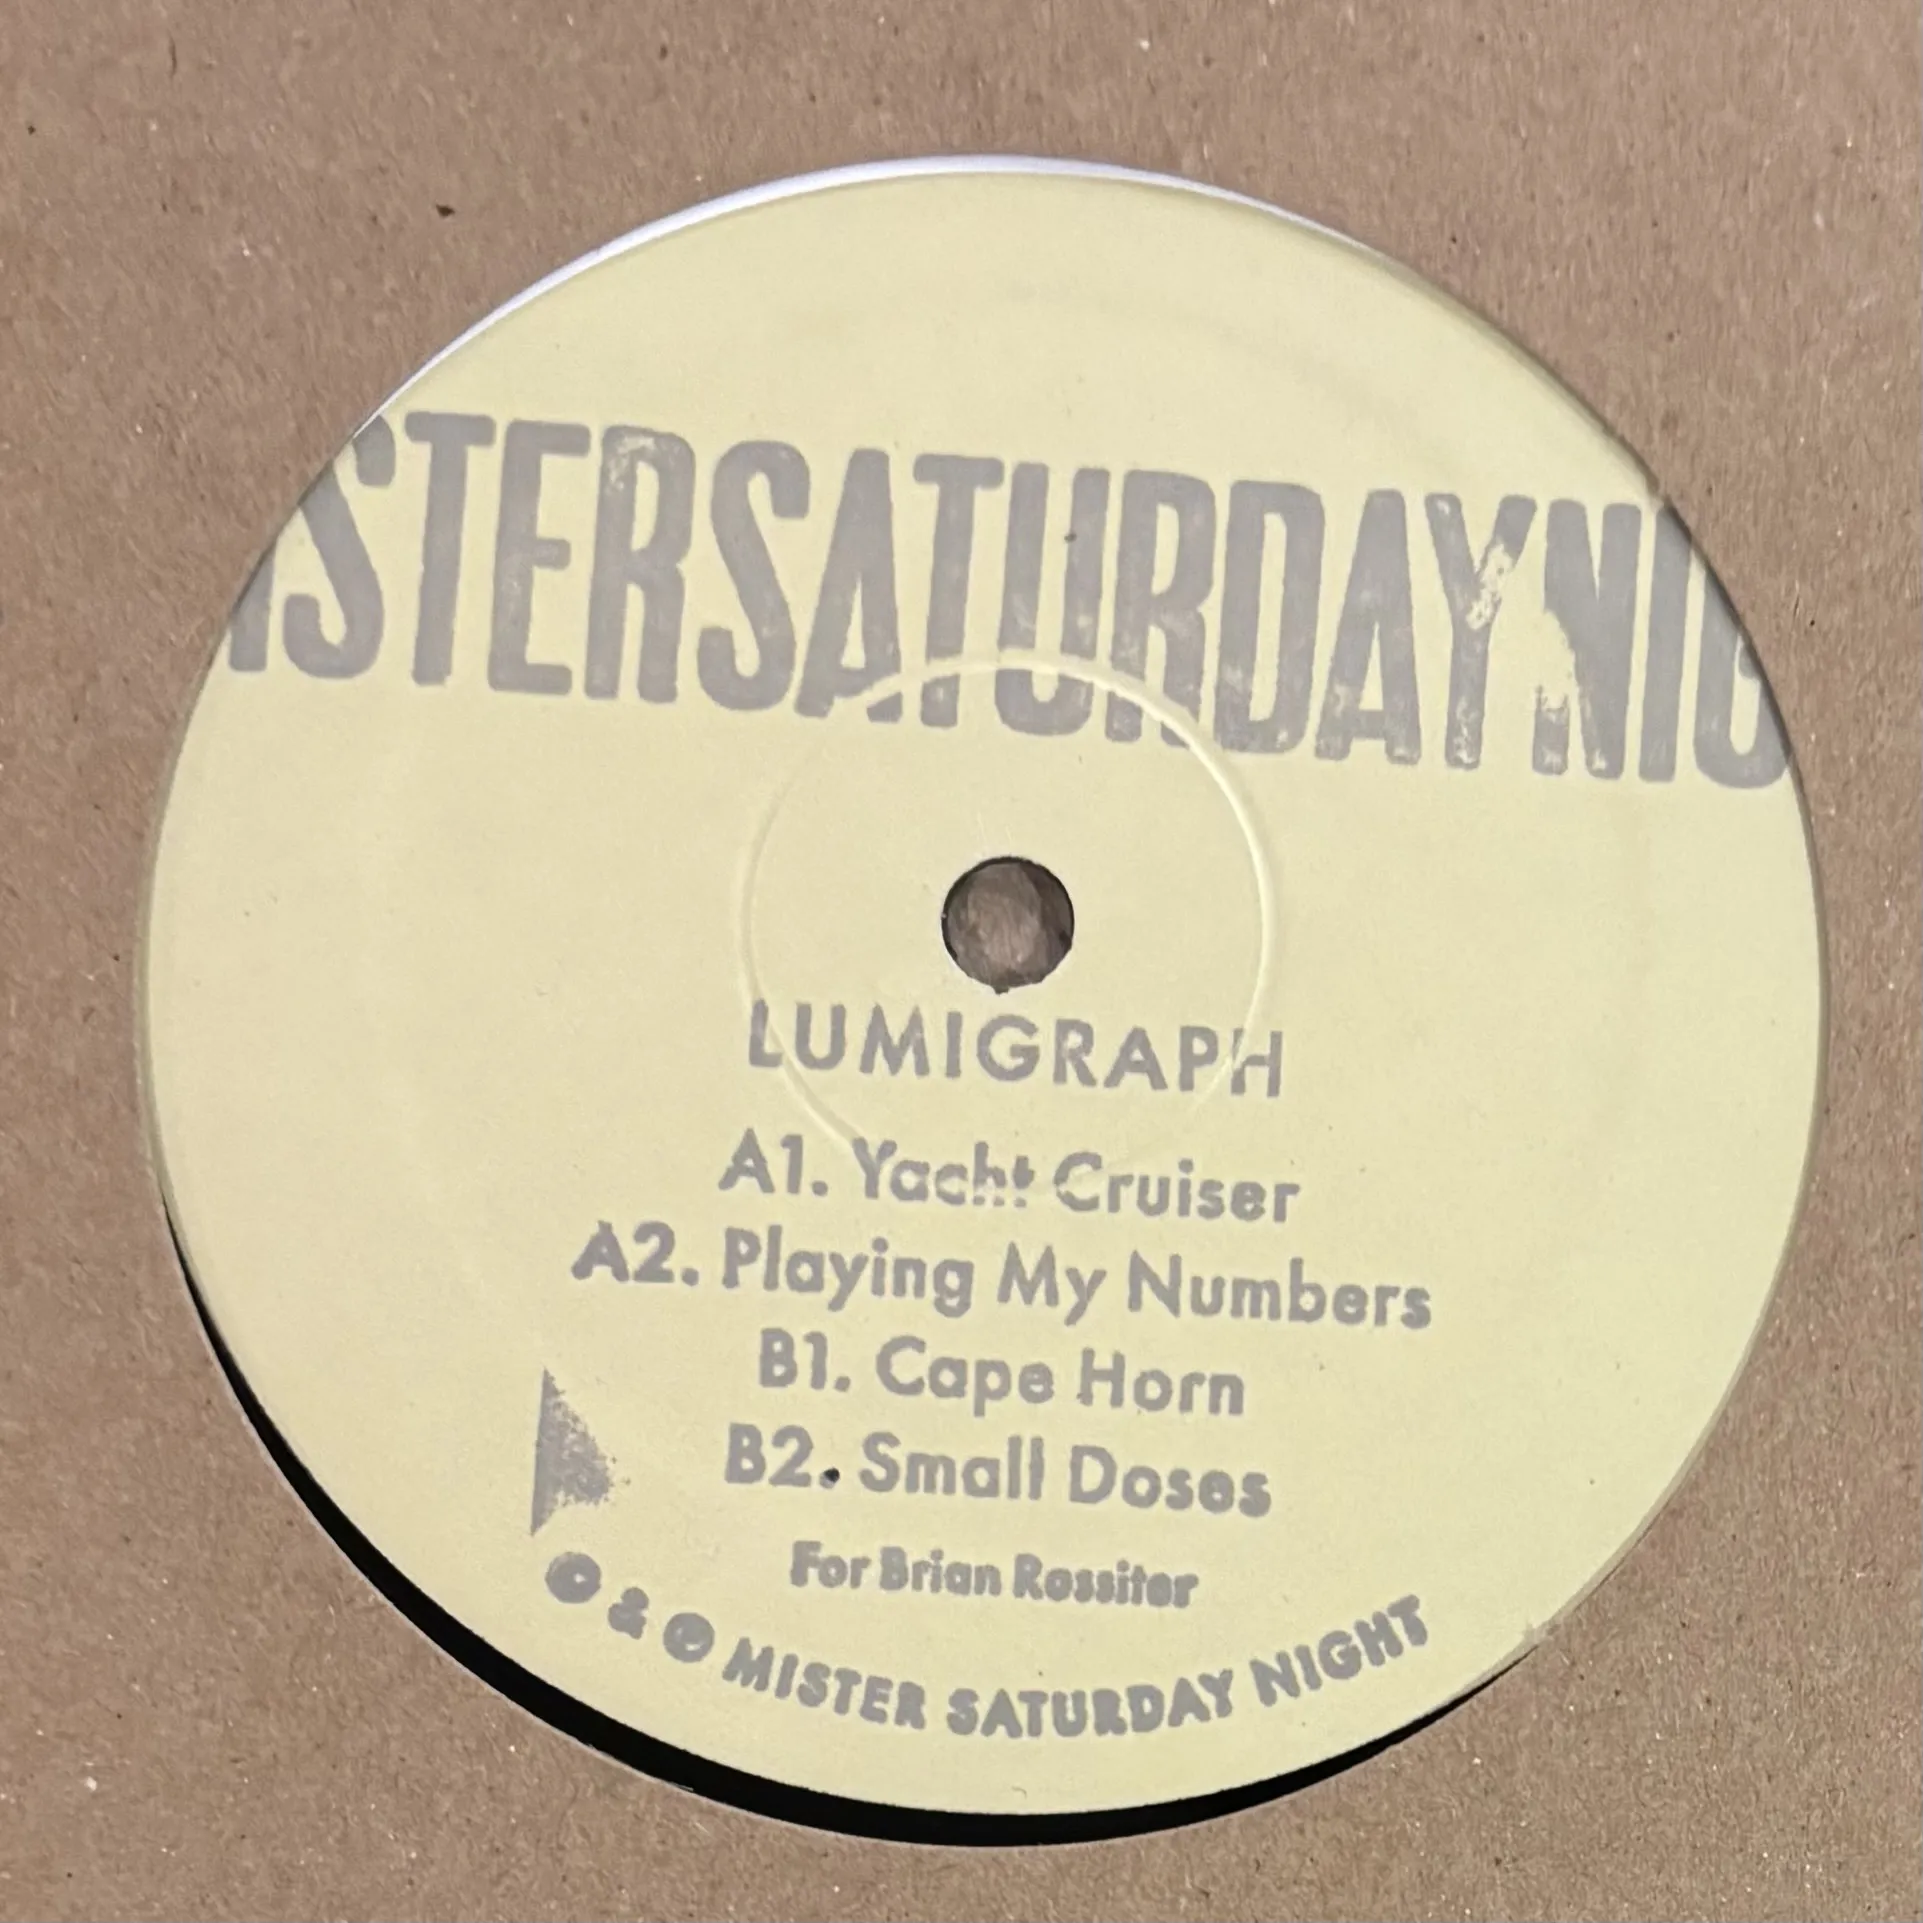 ISTERSATURDAYNIG
LUMIGRAPH
A1. Yacht Cruiser
A2. Playing My Numbers
B1. Cape Horn
B2. Small Doses
For Brian Rossiter
© & ℗ MISTER SATURDAY NIGHT